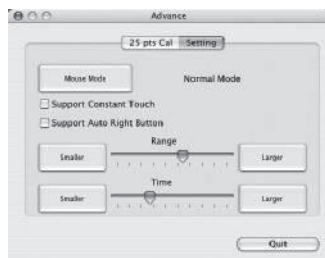 Advance
25 pts Cal Setting
Mouse Mode Normal Mode
Support Constant Touch
Support Auto Right Button
Range
Smaller Larger
Time
Smaller Larger
Quit